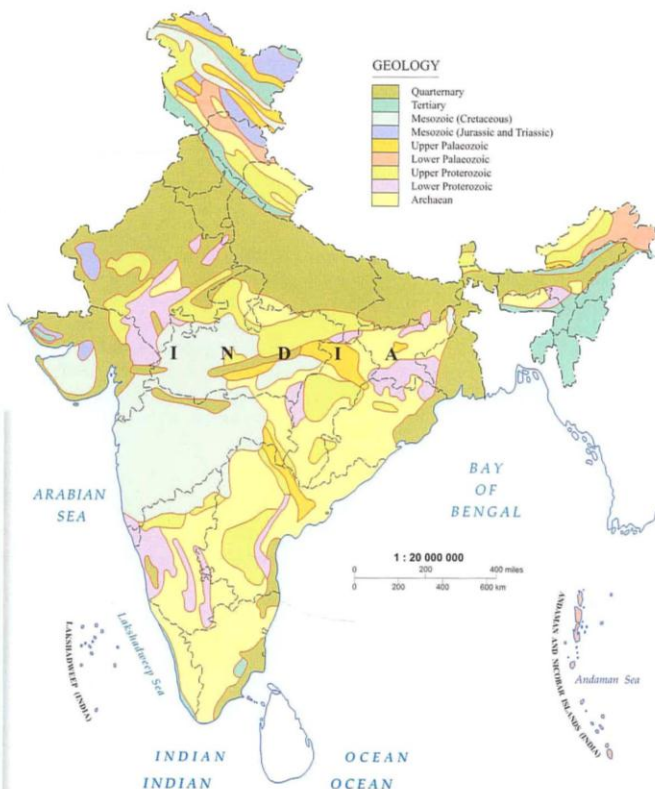 GEOLOGY
Quarternary
Tertiary
Mesozoic (Cretaceous)
Mesozoic (Jurassic and Triassic)
Upper Palaeozoic
Lower Palaeozoic
Upper Proterozoic
Lower Proterozoic
Archaean
I N D I A
ARABIAN
SEA
BAY
OF
BENGAL
1 : 20 000 000
0 200 400 miles
0 200 400 600 km
LAKSHADWEEP (INDIA)
Lakshadweep Sea
ANDAMAN AND NICOBAR ISLANDS (INDIA)
Andaman Sea
INDIAN OCEAN
INDIAN OCEAN